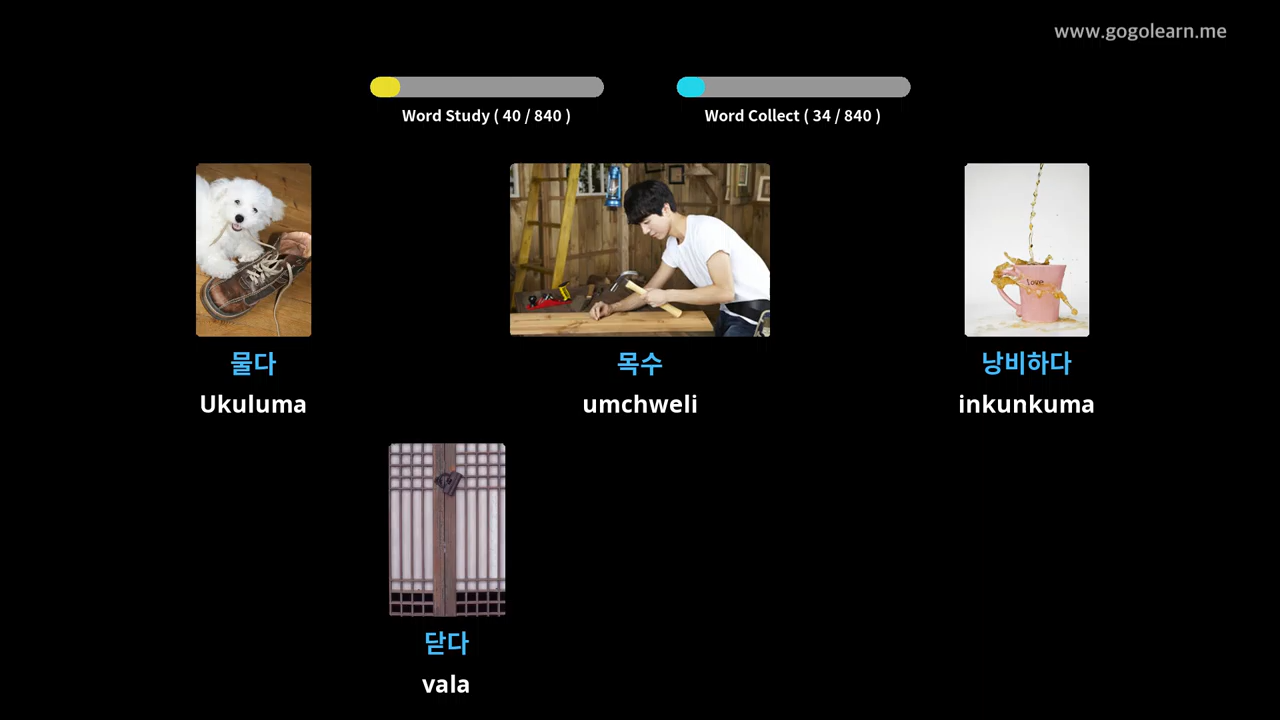 www.gogolearn.me
Word Study ( 40 / 840 )
Word Collect ( 34 / 840 )
물다
목수
낭비하다
Ukuluma
umchweli
inkunkuma
love
닫다
vala